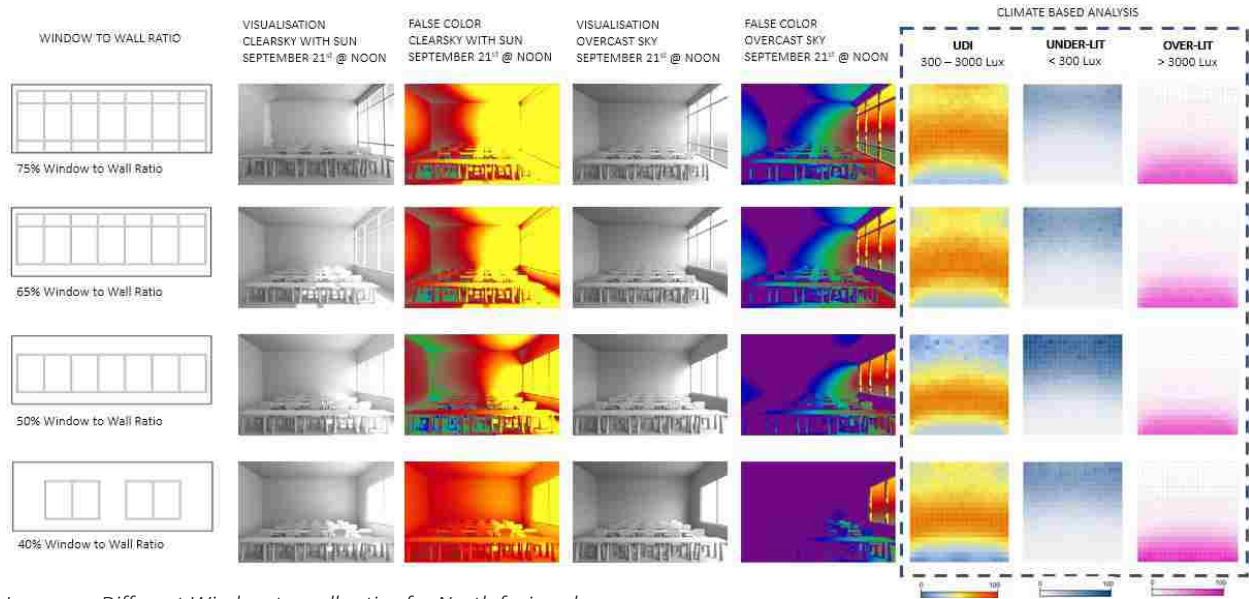 CLIMATE BASED ANALYSIS
WINDOW TO WALL RATIO
VISUALISATION
CLEARSKY WITH SUN
SEPTEMBER 21st @ NOON
FALSE COLOR
CLEARSKY WITH SUN
SEPTEMBER 21st @ NOON
VISUALISATION
OVERCAST SKY
SEPTEMBER 21st @ NOON
FALSE COLOR
OVERCAST SKY
SEPTEMBER 21st @ NOON
UDI
300 – 3000 Lux
UNDER-LIT
< 300 Lux
OVER-LIT
> 3000 Lux
75% Window to Wall Ratio
65% Window to Wall Ratio
50% Window to Wall Ratio
40% Window to Wall Ratio
0 100
0 100
0 100